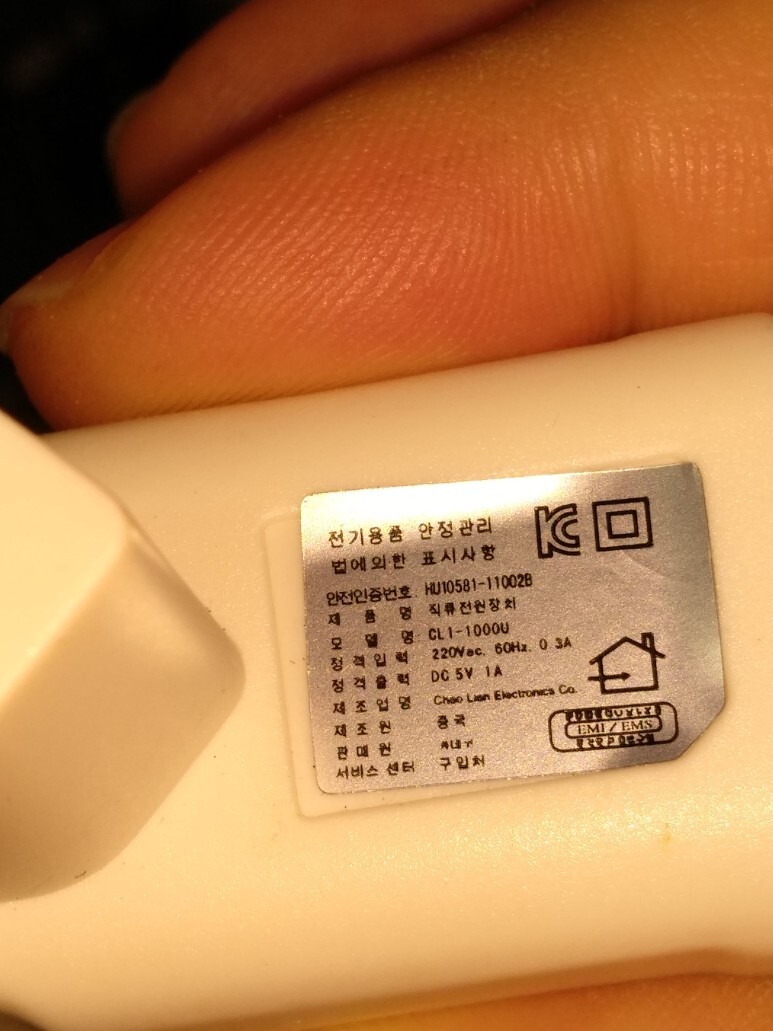 전기용품 안정관리
법에의한 표시사항
안전인증번호 HU10581-11002B
제품명 직류전원장치
모델명 CL1-1000U
정격입력 220Vac. 60Hz. 0.3A
정격출력 DC 5V 1A
제조업명 Chao Lian Electronics Co.
제조원 중국
판매원
서비스 센터 구입처
EMI / EMS